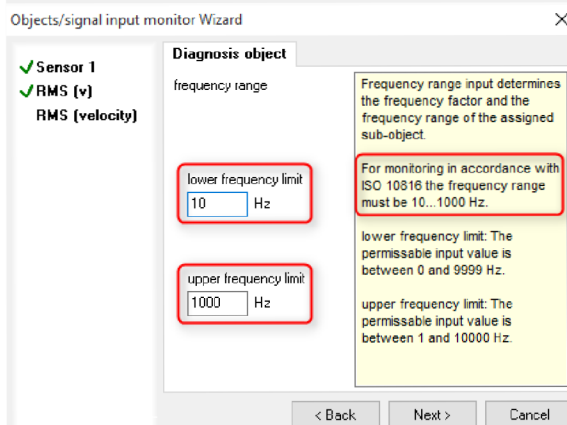 Objects/signal input monitor Wizard
Sensor 1
RMS (v)
RMS (velocity)
Diagnosis object
frequency range
lower frequency limit
10 Hz
upper frequency limit
1000 Hz
Frequency range input determines
the frequency factor and the
frequency range of the assigned
sub-object.
For monitoring in accordance with
ISO 10816 the frequency range
must be 10...1000 Hz.
lower frequency limit: The
permissable input value is
between 0 and 9999 Hz.
upper frequency limit: The
permissable input value is
between 1 and 10000 Hz.
< Back
Next >
Cancel